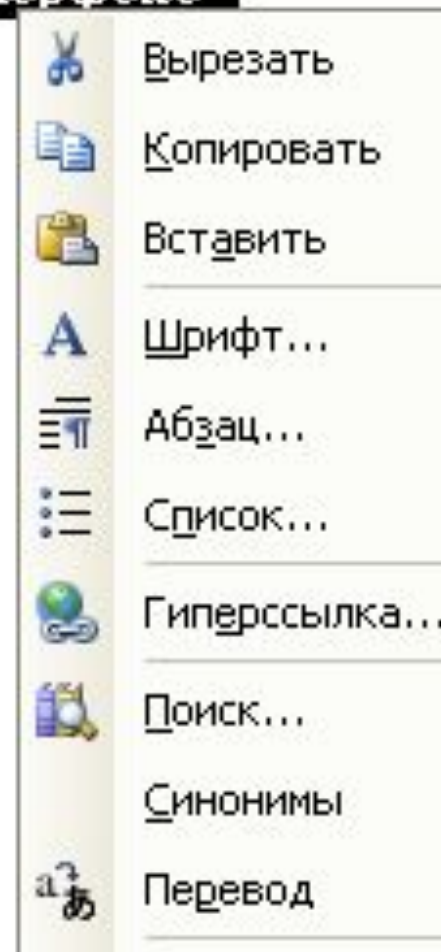 Вырезать
Копировать
Вставить
Шрифт...
Абзац...
Список...
Гиперссылка...
Поиск...
Синонимы
Перевод